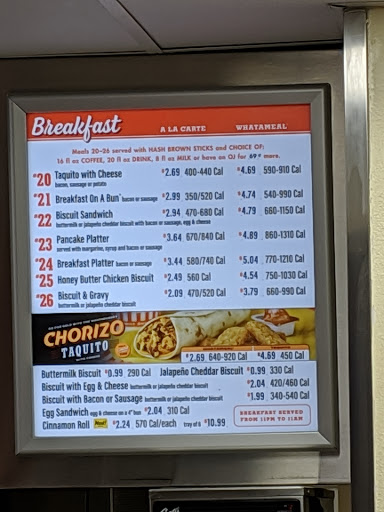 Breakfast A LA CARTE WHATAMEAL
Meals 20-26 served with HASH BROWN STICKS and CHOICE OF:
16 fl oz COFFEE, 20 fl oz DRINK, 8 fl oz MILK or have an OJ for 69¢ more.
#20 Taquito with Cheese $2.69 400-440 Cal $4.69 590-910 Cal
bacon, sausage or potato
#21 Breakfast On A Bun bacon or sausage $2.99 350/520 Cal $4.74 540-990 Cal
#22 Biscuit Sandwich $2.94 470-680 Cal $4.79 660-1150 Cal
buttermilk or jalapeño cheddar biscuit with bacon or sausage, egg & cheese
#23 Pancake Platter $3.64 670/840 Cal $4.89 860-1310 Cal
served with margarine, syrup and bacon or sausage
#24 Breakfast Platter bacon or sausage $3.44 580/740 Cal $5.04 770-1210 Cal
#25 Honey Butter Chicken Biscuit $2.49 560 Cal $4.54 750-1030 Cal
#26 Biscuit & Gravy $2.09 470/520 Cal $3.79 660-990 Cal
buttermilk or jalapeño cheddar biscuit
CHORIZO
TAQUITO
WITH CHEESE
$2.69 640-920 Cal $4.69 450 Cal
Buttermilk Biscuit $0.99 290 Cal Jalapeño Cheddar Biscuit $0.99 330 Cal
Biscuit with Egg & Cheese buttermilk or jalapeño cheddar biscuit $2.04 420/460 Cal
Biscuit with Bacon or Sausage buttermilk or jalapeño cheddar biscuit $1.99 340-540 Cal
Egg Sandwich egg & cheese on a 4" bun $2.04 310 Cal
Cinnamon Roll New! $2.24 570 Cal/each tray of 6 $10.99
BREAKFAST SERVED
FROM 11PM TO 11AM